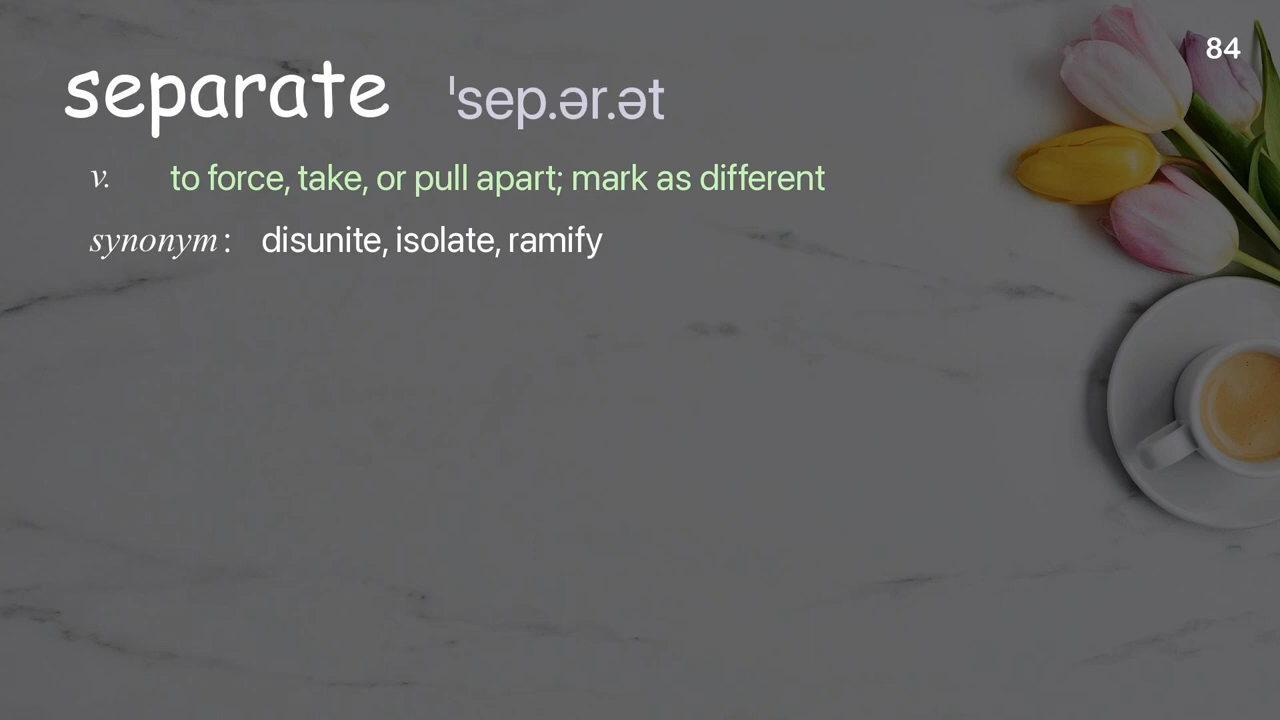 84
separate ˈsep.ər.ət
v. to force, take, or pull apart; mark as different
synonym: disunite, isolate, ramify